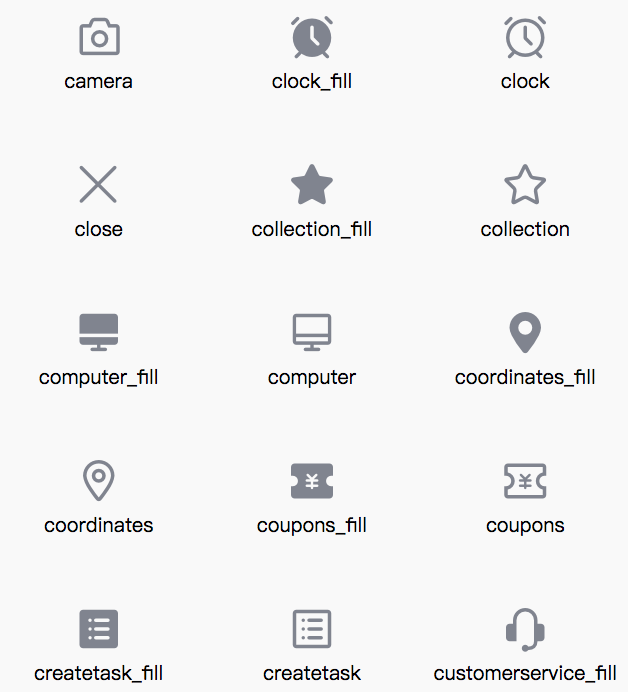 camera
clock_fill
clock
close
collection_fill
collection
computer_fill
computer
coordinates_fill
coordinates
¥
coupons_fill
¥
coupons
createtask_fill
createtask
customerservice_fill